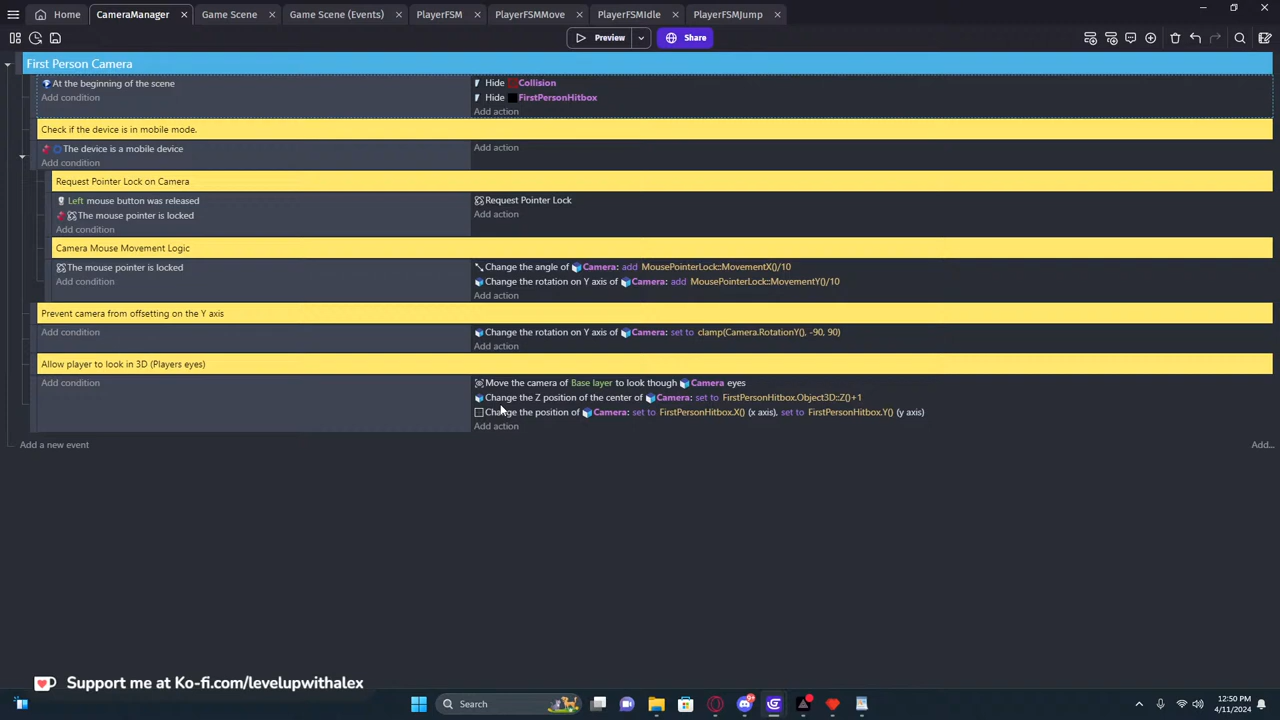 Home
CameraManager
Game Scene
Game Scene (Events)
PlayerFSM
PlayerFSMMove
PlayerFSMIdle
PlayerFSMJump
Preview
Share
First Person Camera
At the beginning of the scene
Add condition
Hide Collision
Hide FirstPersonHitbox
Add action
Check if the device is in mobile mode.
The device is a mobile device
Add condition
Add action
Request Pointer Lock on Camera
Left mouse button was released
The mouse pointer is locked
Add condition
Request Pointer Lock
Add action
Camera Mouse Movement Logic
The mouse pointer is locked
Add condition
Change the angle of Camera: add MousePointerLock::MovementX()/10
Change the rotation on Y axis of Camera: add MousePointerLock::MovementY()/10
Add action
Prevent camera from offsetting on the Y axis
Add condition
Change the rotation on Y axis of Camera: set to clamp(Camera.RotationY(), -90, 90)
Add action
Allow player to look in 3D (Players eyes)
Add condition
Move the camera of Base layer to look though Camera eyes
Change the Z position of the center of Camera: set to FirstPersonHitbox.Object3D::Z()+1
Change the position of Camera: set to FirstPersonHitbox.X() (x axis), set to FirstPersonHitbox.Y() (y axis)
Add action
Add a new event
Add...
Support me at Ko-fi.com/levelupwithalex
Search
12:50 PM
4/11/2024